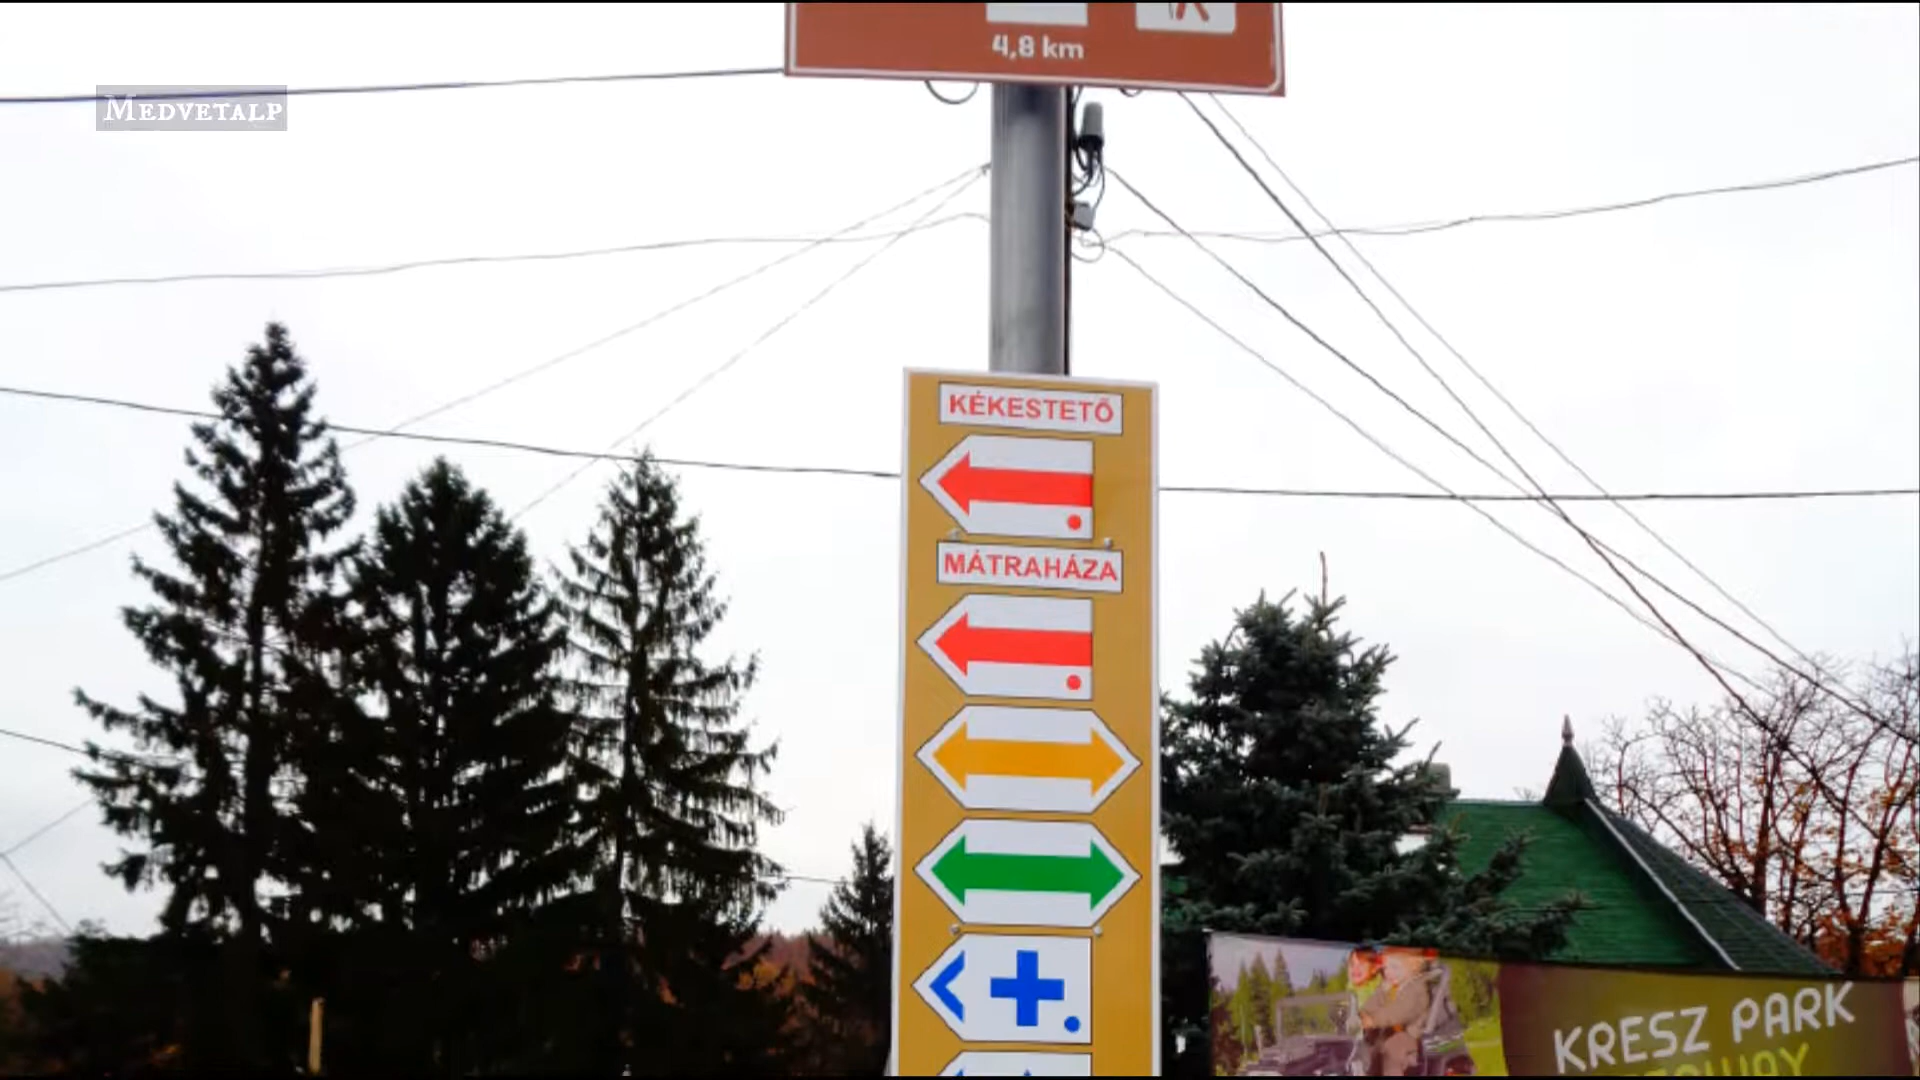 4,8 km
MEDVETALP
KÉKESTETŐ
MÁTRAHÁZA
KRESZ PARK